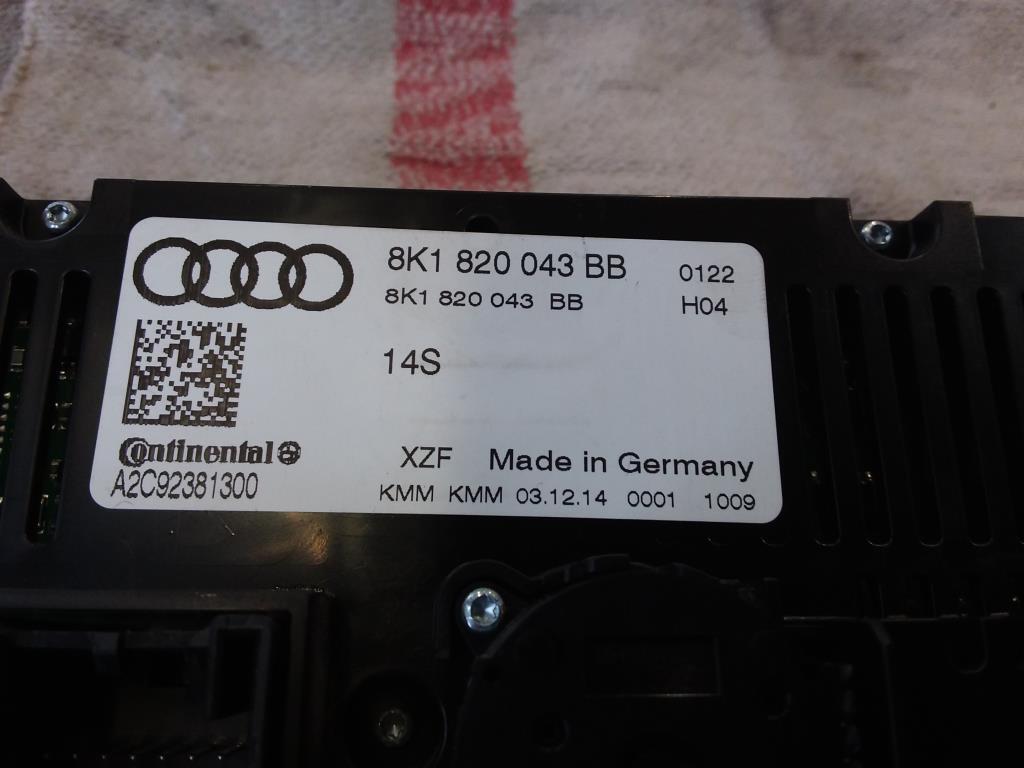 8K1 820 043 BB 0122
8K1 820 043 BB H04
14S
Continental
A2C92381300
XZF Made in Germany
KMM KMM 03.12.14 0001 1009